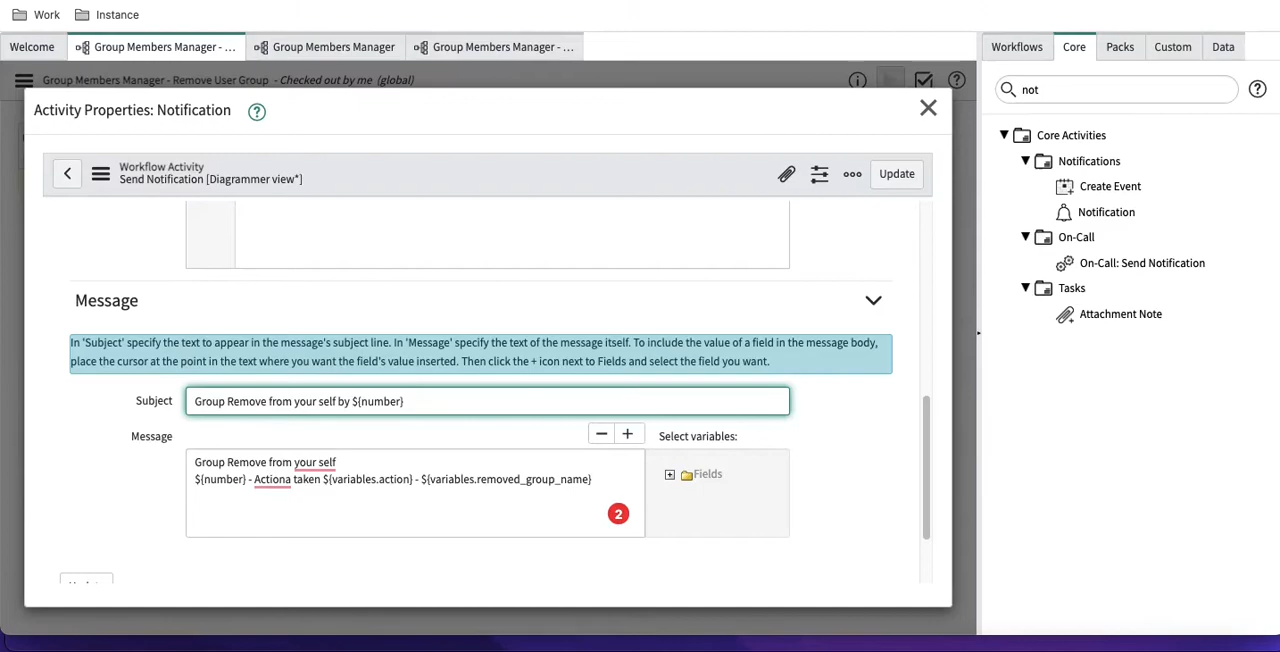 Work Instance
Welcome Group Members Manager - ... Group Members Manager Group Members Manager - ... Workflows Core Packs Custom Data
Group Members Manager - Remove User Group - Checked out by me (global)
not
Activity Properties: Notification
Core Activities
Notifications
Create Event
Notification
On-Call
On-Call: Send Notification
Tasks
Attachment Note
Workflow Activity
Send Notification [Diagrammer view*]
Update
Message
In 'Subject' specify the text to appear in the message's subject line. In 'Message' specify the text of the message itself. To include the value of a field in the message body,
place the cursor at the point in the text where you want the field's value inserted. Then click the + icon next to Fields and select the field you want.
Subject Group Remove from your self by ${number}
Message Select variables:
Group Remove from your self
${number} - Actiona taken ${variables.action} - ${variables.removed_group_name}
Fields
2